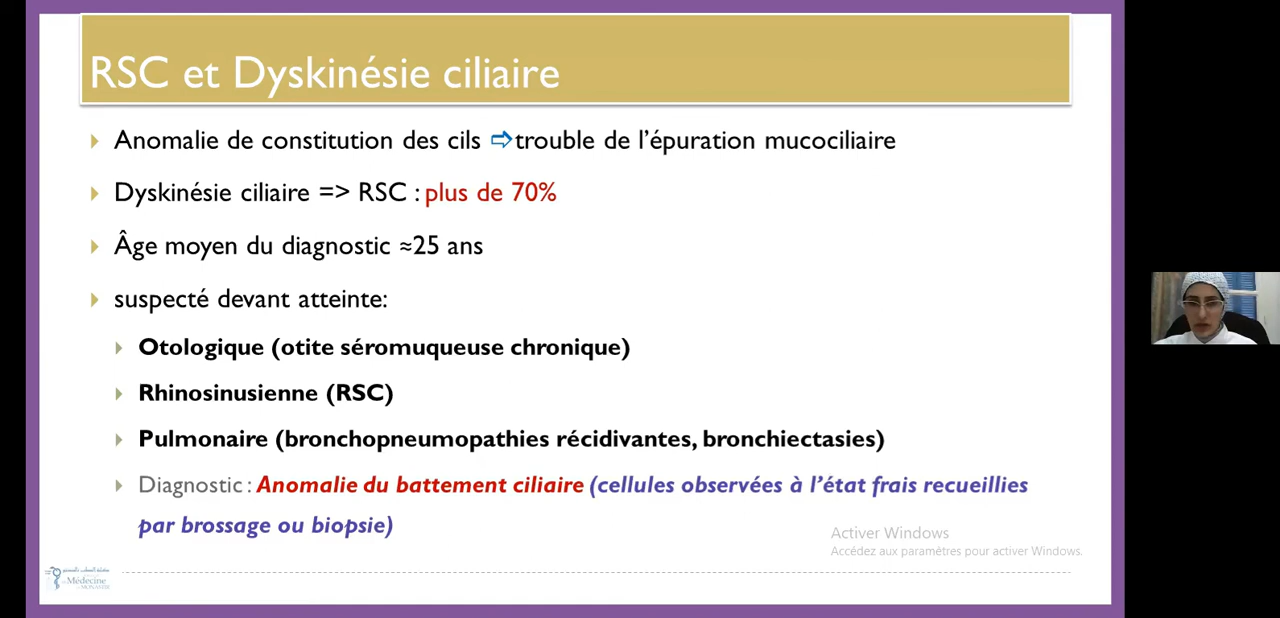 RSC et Dyskinésie ciliaire
Anomalie de constitution des cils ⇨trouble de l'épuration mucociliaire
Dyskinésie ciliaire => RSC : plus de 70%
Âge moyen du diagnostic ≈25 ans
suspecté devant atteinte:
Otologique (otite séromuqueuse chronique)
Rhinosinusienne (RSC)
Pulmonaire (bronchopneumopathies récidivantes, bronchiectasies)
Diagnostic : Anomalie du battement ciliaire (cellules observées à l'état frais recueillies
par brossage ou biopsie)
Activer Windows
Accédez aux paramètres pour activer Windows.
Médecine